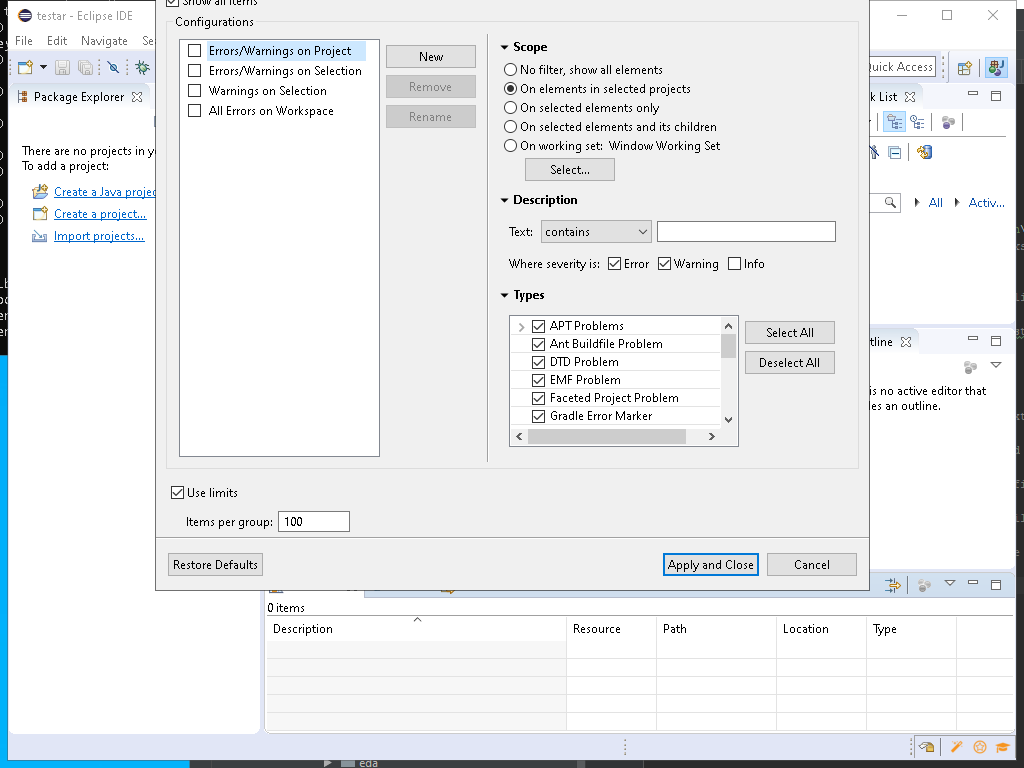 Show all items
testar - Eclipse IDE
File Edit Navigate Se
Quick Access
Package Explorer
There are no projects in y
To add a project:
Create a Java projec
Create a project...
Import projects...
Configurations
Errors/Warnings on Project
Errors/Warnings on Selection
Warnings on Selection
All Errors on Workspace
New
Remove
Rename
Scope
No filter, show all elements
On elements in selected projects
On selected elements only
On selected elements and its children
On working set: Window Working Set
Select...
Description
Text: contains
Where severity is: Error Warning Info
Types
APT Problems
Ant Buildfile Problem
DTD Problem
EMF Problem
Faceted Project Problem
Gradle Error Marker
Select All
Deselect All
Use limits
Items per group: 100
Restore Defaults
Apply and Close
Cancel
k List
All Activ...
tline
is no active editor that
des an outline.
0 items
Description Resource Path Location Type
eda